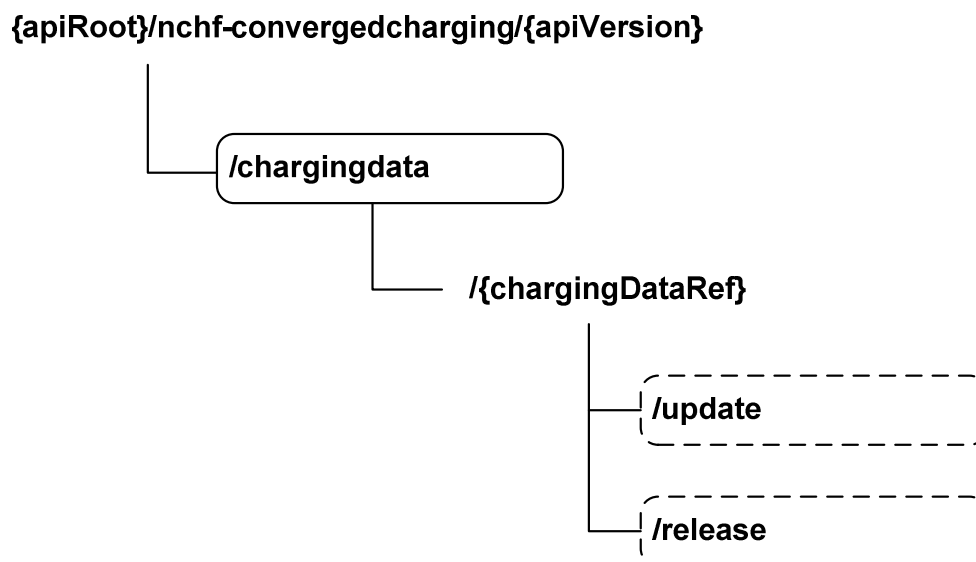 {apiRoot}/nchf-convergedcharging/{apiVersion}
/chargingdata
/{chargingDataRef}
/update
/release